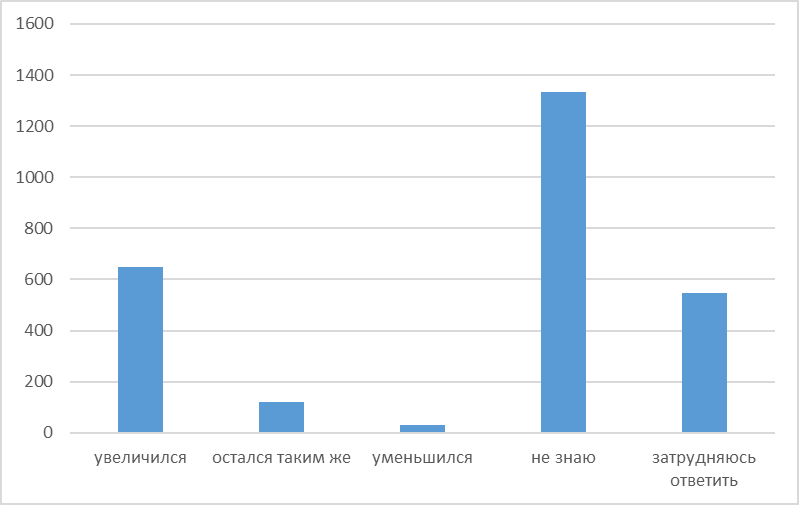 1600
1400
1200
1000
800
600
400
200
0
увеличился
остался таким же
уменьшился
не знаю
затрудняюсь
ответить